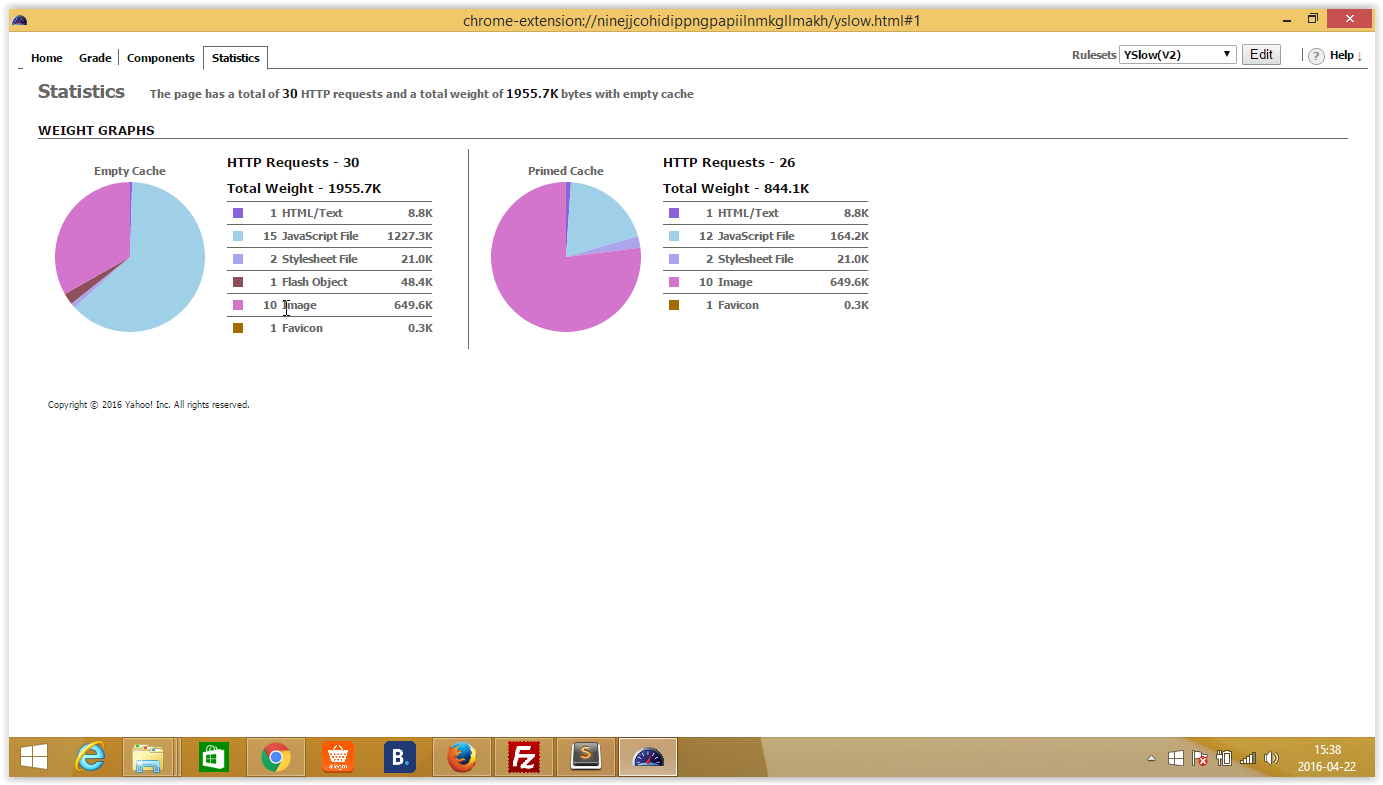 chrome-extension://ninejjcohidippngpapiilnmkgllmakh/yslow.html#1
Home Grade Components Statistics Rulesets YSlow(V2) Edit ? Help ↓
Statistics The page has a total of 30 HTTP requests and a total weight of 1955.7K bytes with empty cache
WEIGHT GRAPHS
Empty Cache
HTTP Requests - 30
Total Weight - 1955.7K
1 HTML/Text 8.8K
15 JavaScript File 1227.3K
2 Stylesheet File 21.0K
1 Flash Object 48.4K
10 Image 649.6K
1 Favicon 0.3K
Primed Cache
HTTP Requests - 26
Total Weight - 844.1K
1 HTML/Text 8.8K
12 JavaScript File 164.2K
2 Stylesheet File 21.0K
10 Image 649.6K
1 Favicon 0.3K
Copyright © 2016 Yahoo! Inc. All rights reserved.
allegro
B.
Fz
S
15:38
2016-04-22